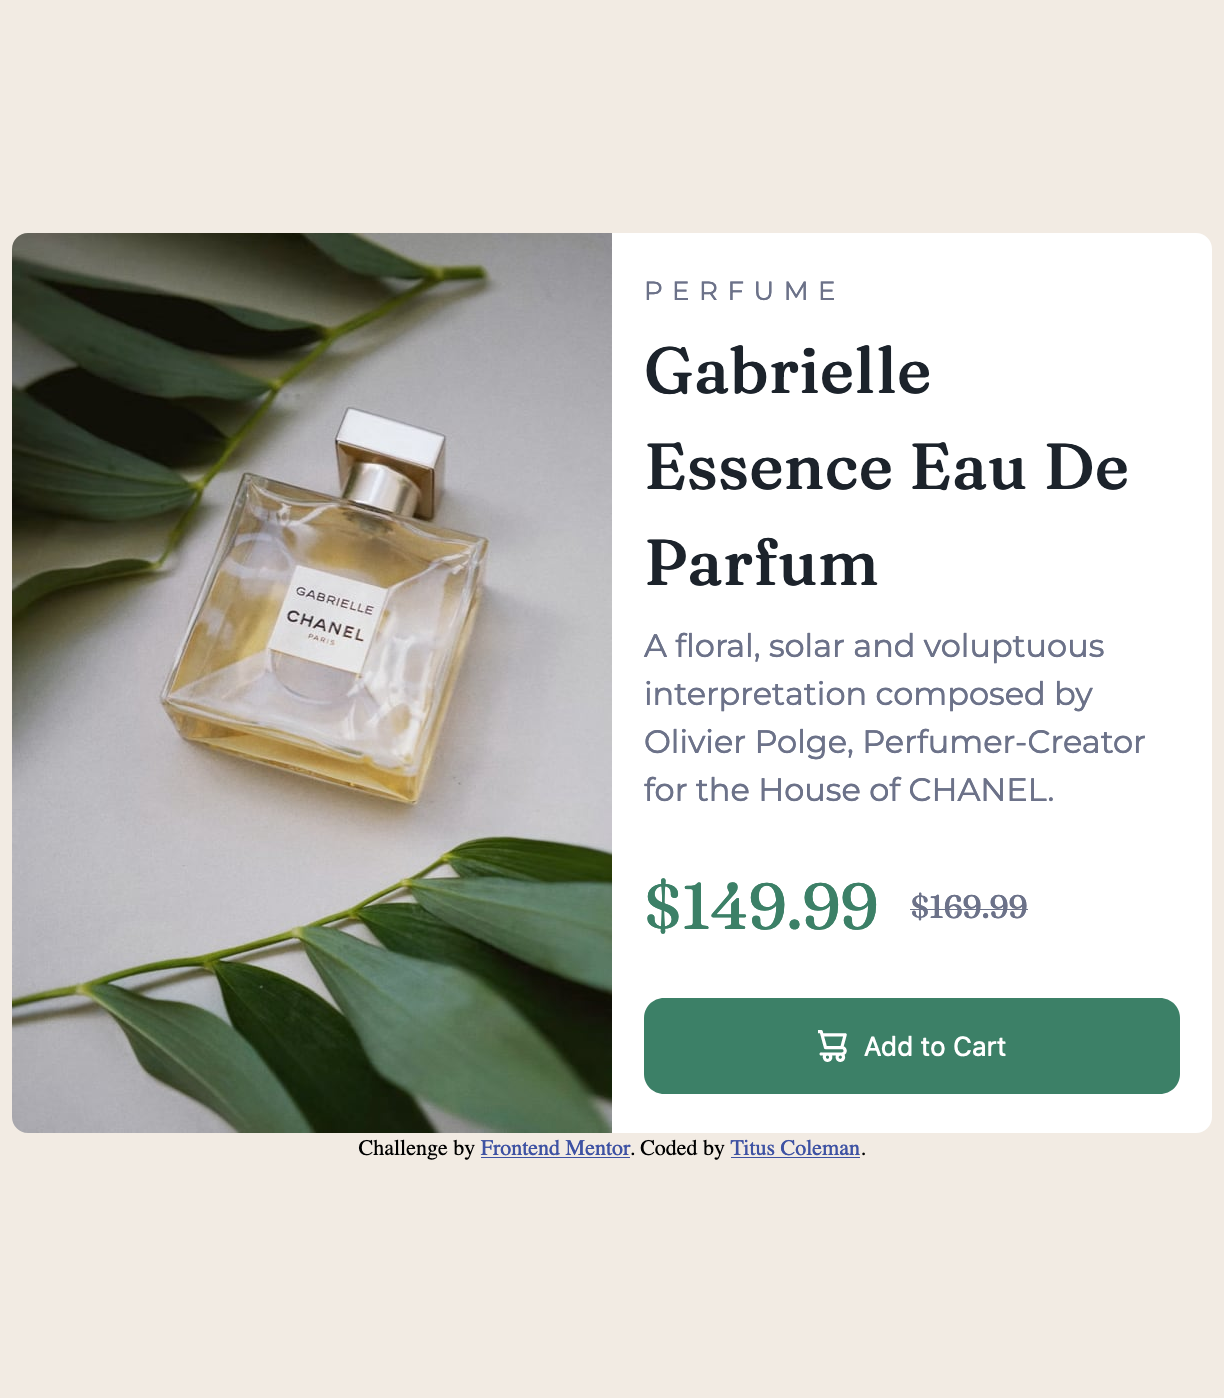 GABRIELLE
CHANEL
PARIS
PERFUME
Gabrielle
Essence Eau De
Parfum
A floral, solar and voluptuous
interpretation composed by
Olivier Polge, Perfumer-Creator
for the House of CHANEL.
$149.99 $169.99
Add to Cart
Challenge by Frontend Mentor. Coded by Titus Coleman.